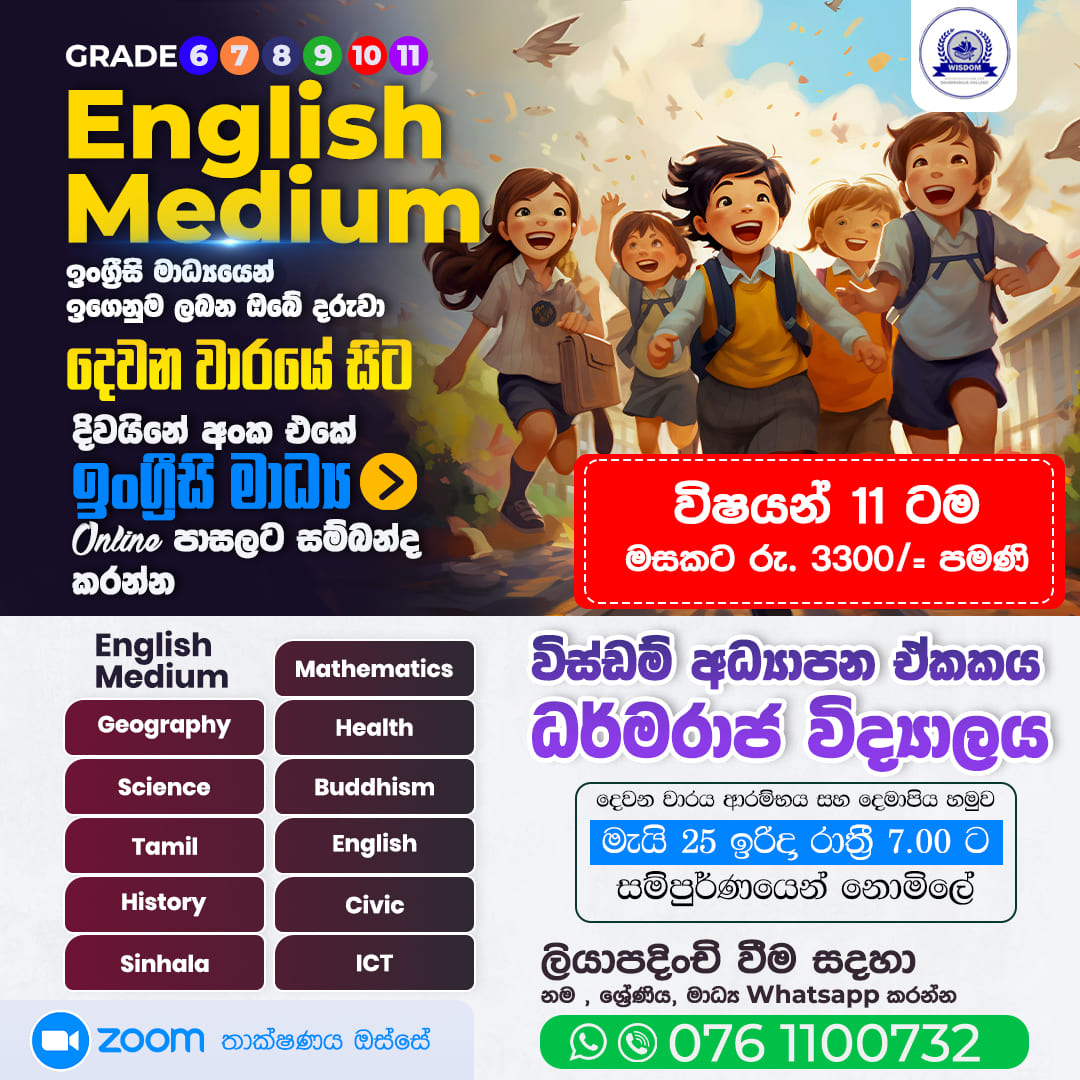 GRADE 6 7 8 9 10 11
WISDOM
English
Medium
ඉංග්‍රීසි මාධ්‍යයෙන්
ඉගෙනුම ලබන ඔබේ දරුවා
දෙවන වාරයේ සිට
දිවයිනේ අංක එකේ
ඉංග්‍රීසි මාධ්‍ය
Online පාසලට සම්බන්ද
කරන්න
විෂයන් 11 ටම
මසකට රු. 3300/= පමණි
English
Medium
Mathematics
Geography
Health
Science
Buddhism
Tamil
English
History
Civic
Sinhala
ICT
zoom තාක්ෂණය ඔස්සේ
විස්ඩම් අධ්‍යාපන ඒකකය
ධර්මරාජ විද්‍යාලය
දෙවන වාරය ආරම්භය සහ දෙමාපිය හමුව
මැයි 25 ඉරිදා රාත්‍රී 7.00 ට
සම්පුර්ණයෙන් නොමිලේ
ලියාපදිංචි වීම සදහා
නම , ශ්‍රේණිය, මාධ්‍ය Whatsapp කරන්න
076 1100732